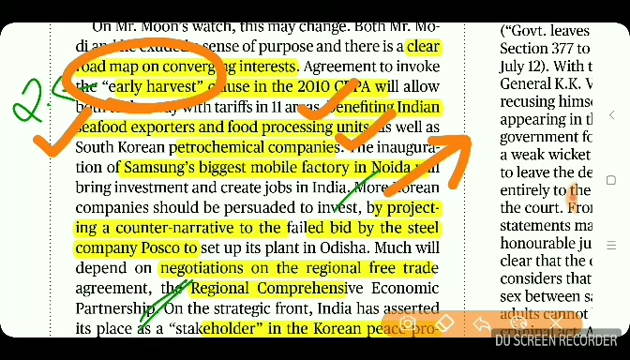 On Mr. Moon's watch, this may change. Both Mr. Mo-
di and he exude a sense of purpose and there is a clear
road map on converging interests. Agreement to invoke
the "early harvest" clause in the 2010 CEPA will allow
both to do away with tariffs in 11 areas, benefiting Indian
seafood exporters and food processing units as well as
South Korean petrochemical companies. The inaugura-
tion of Samsung's biggest mobile factory in Noida will
bring investment and create jobs in India. More Korean
companies should be persuaded to invest, by project-
ing a counter-narrative to the failed bid by the steel
company Posco to set up its plant in Odisha. Much will
depend on negotiations on the regional free trade
agreement, the Regional Comprehensive Economic
Partnership. On the strategic front, India has asserted
its place as a "stakeholder" in the Korean peace pro-
("Govt. leaves
Section 377 to
July 12). With t
General K.K. V
recusing himse
appearing in th
government fo
a weak wicket
to leave the de
entirely to the
the court. Fro
statements ma
honourable ju
clear that the
considers that
sex between sa
adults cannot
DU SCREEN RECORDER